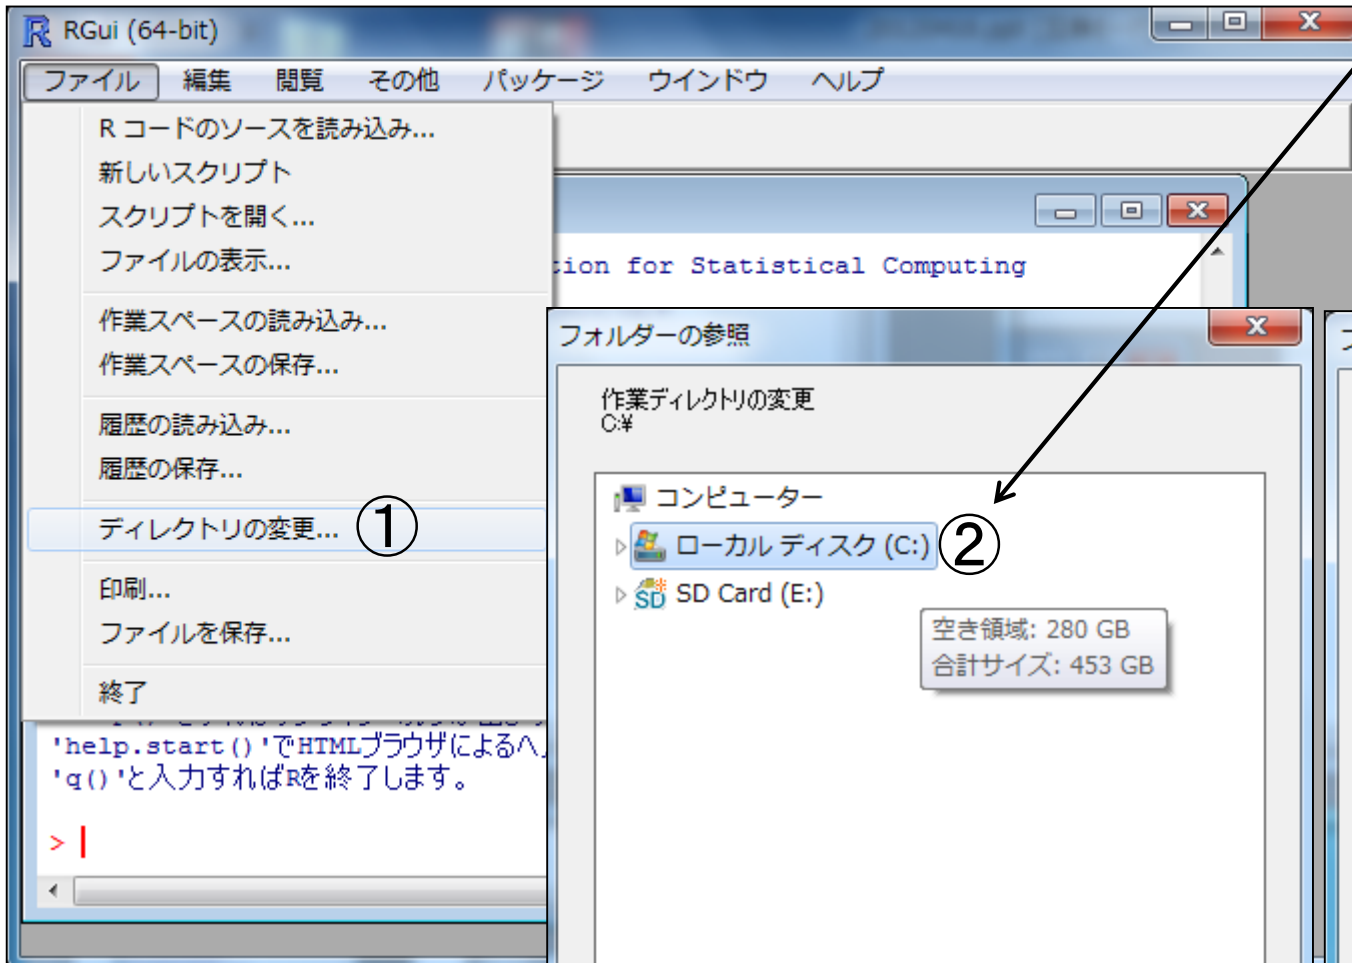 RGui (64-bit)
ファイル 編集 閲覧 その他 パッケージ ウインドウ ヘルプ
R コードのソースを読み込み...
新しいスクリプト
スクリプトを開く...
ファイルの表示...
作業スペースの読み込み...
作業スペースの保存...
履歴の読み込み...
履歴の保存...
ディレクトリの変更... ①
印刷...
ファイルを保存...
終了
tion for Statistical Computing
'help.start()'でHTMLブラウザによるヘ
'q()'と入力すればRを終了します。
>
フォルダーの参照
作業ディレクトリの変更
C:¥
コンピューター
ローカル ディスク (C:) ②
SD Card (E:)
空き領域: 280 GB
合計サイズ: 453 GB